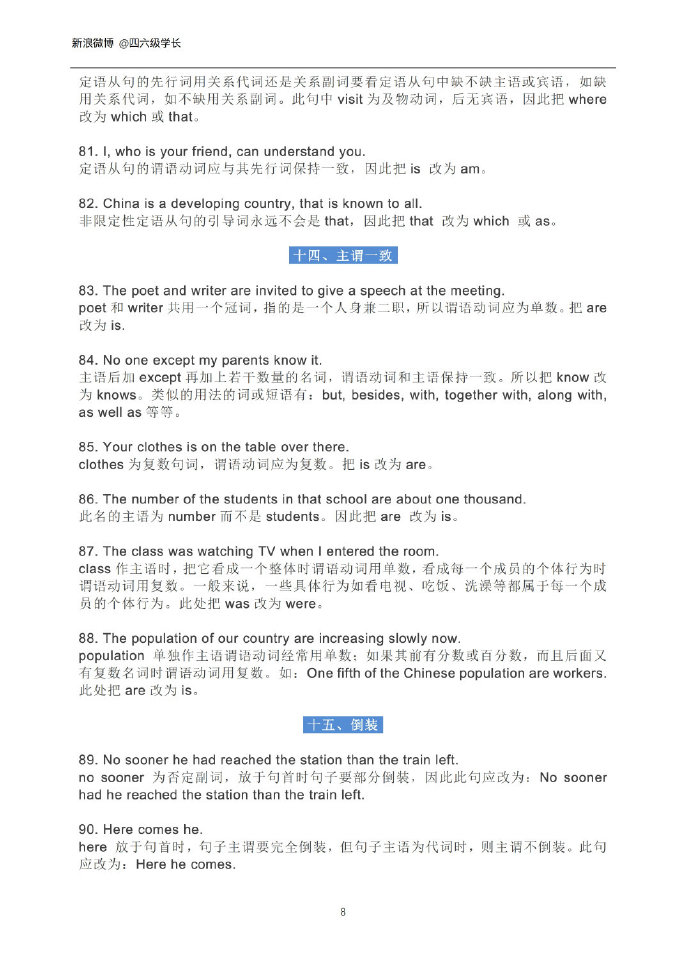 新浪微博 @四六级学长
定语从句的先行词用关系代词还是关系副词要看定语从句中缺不缺主语或宾语，如缺
用关系代词，如不缺用关系副词。此句中 visit 为及物动词，后无宾语，因此把 where
改为 which 或 that。
81. I, who is your friend, can understand you.
定语从句的谓语动词应与其先行词保持一致，因此把 is 改为 am。
82. China is a developing country, that is known to all.
非限定性定语从句的引导词永远不会是 that，因此把 that 改为 which 或 as。
十四、主谓一致
83. The poet and writer are invited to give a speech at the meeting.
poet 和 writer 共用一个冠词，指的是一个人身兼二职，所以谓语动词应为单数。把 are
改为 is.
84. No one except my parents know it.
主语后加 except 再加上若干数量的名词，谓语动词和主语保持一致。所以把 know 改
为 knows。类似的用法的词或短语有：but, besides, with, together with, along with,
as well as 等等。
85. Your clothes is on the table over there.
clothes 为复数句词，谓语动词应为复数。把 is 改为 are。
86. The number of the students in that school are about one thousand.
此名的主语为 number 而不是 students。因此把 are 改为 is。
87. The class was watching TV when I entered the room.
class 作主语时，把它看成一个整体时谓语动词用单数，看成每一个成员的个体行为时
谓语动词用复数。一般来说，一些具体行为如看电视、吃饭、洗澡等都属于每一个成
员的个体行为。此处把 was 改为 were。
88. The population of our country are increasing slowly now.
population 单独作主语谓语动词经常用单数；如果其前有分数或百分数，而且后面又
有复数名词时谓语动词用复数。如：One fifth of the Chinese population are workers.
此处把 are 改为 is。
十五、倒装
89. No sooner he had reached the station than the train left.
no sooner 为否定副词，放于句首时句子要部分倒装，因此此句应改为：No sooner
had he reached the station than the train left.
90. Here comes he.
here 放于句首时，句子主谓要完全倒装，但句子主语为代词时，则主谓不倒装。此句
应改为：Here he comes.
8